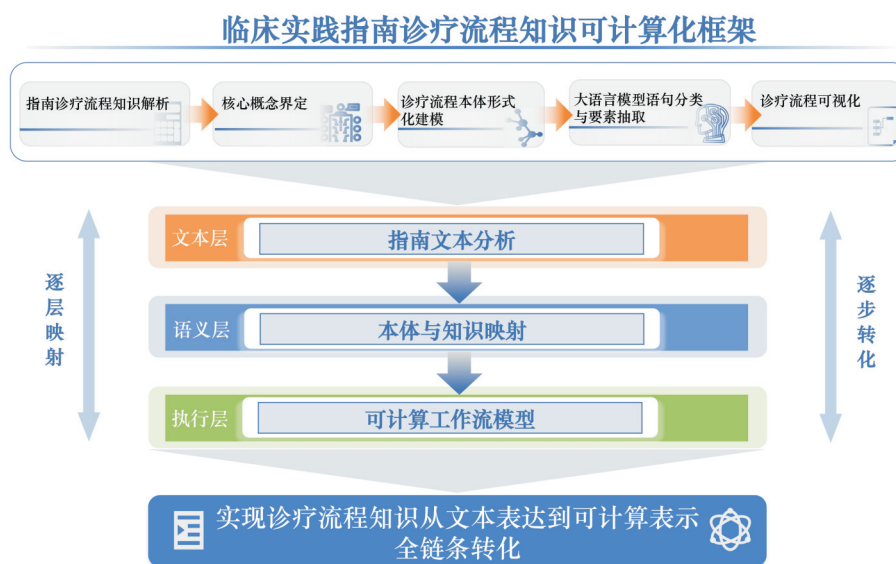 临床实践指南诊疗流程知识可计算化框架
指南诊疗流程知识解析
核心概念界定
诊疗流程本体形式
化建模
大语言模型语句分类
与要素抽取
诊疗流程可视化
逐层映射
文本层
指南文本分析
语义层
本体与知识映射
执行层
可计算工作流模型
逐步转化
实现诊疗流程知识从文本表达到可计算表示
全链条转化